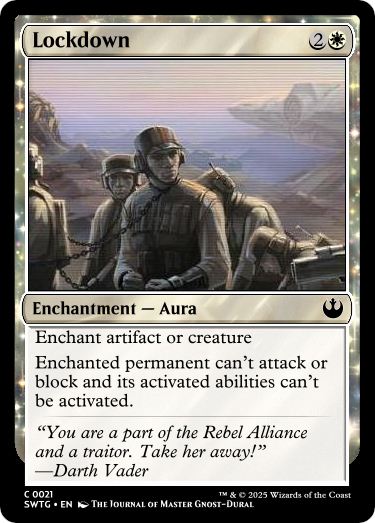 Lockdown 2
Enchantment — Aura
Enchant artifact or creature
Enchanted permanent can't attack or
block and its activated abilities can't
be activated.
“You are a part of the Rebel Alliance
and a traitor. Take her away!”
—Darth Vader
C 0021
SWTG • EN The Journal of Master Gnost-Dural
™ & © 2025 Wizards of the Coast